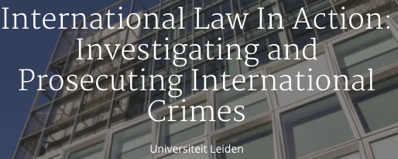 International Law In Action:
Investigating and
Prosecuting International
Crimes
Universiteit Leiden